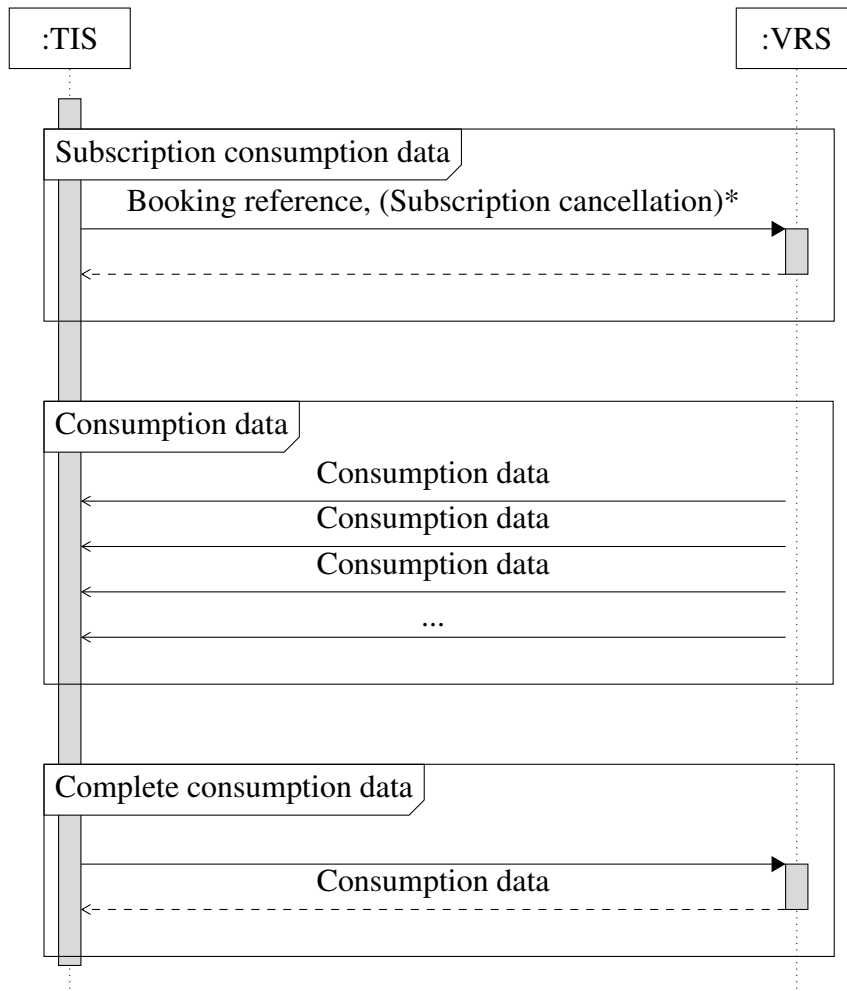 :TIS
:VRS
Subscription consumption data
Booking reference, (Subscription cancellation)*
Consumption data
Consumption data
Consumption data
Consumption data
...
Complete consumption data
Consumption data